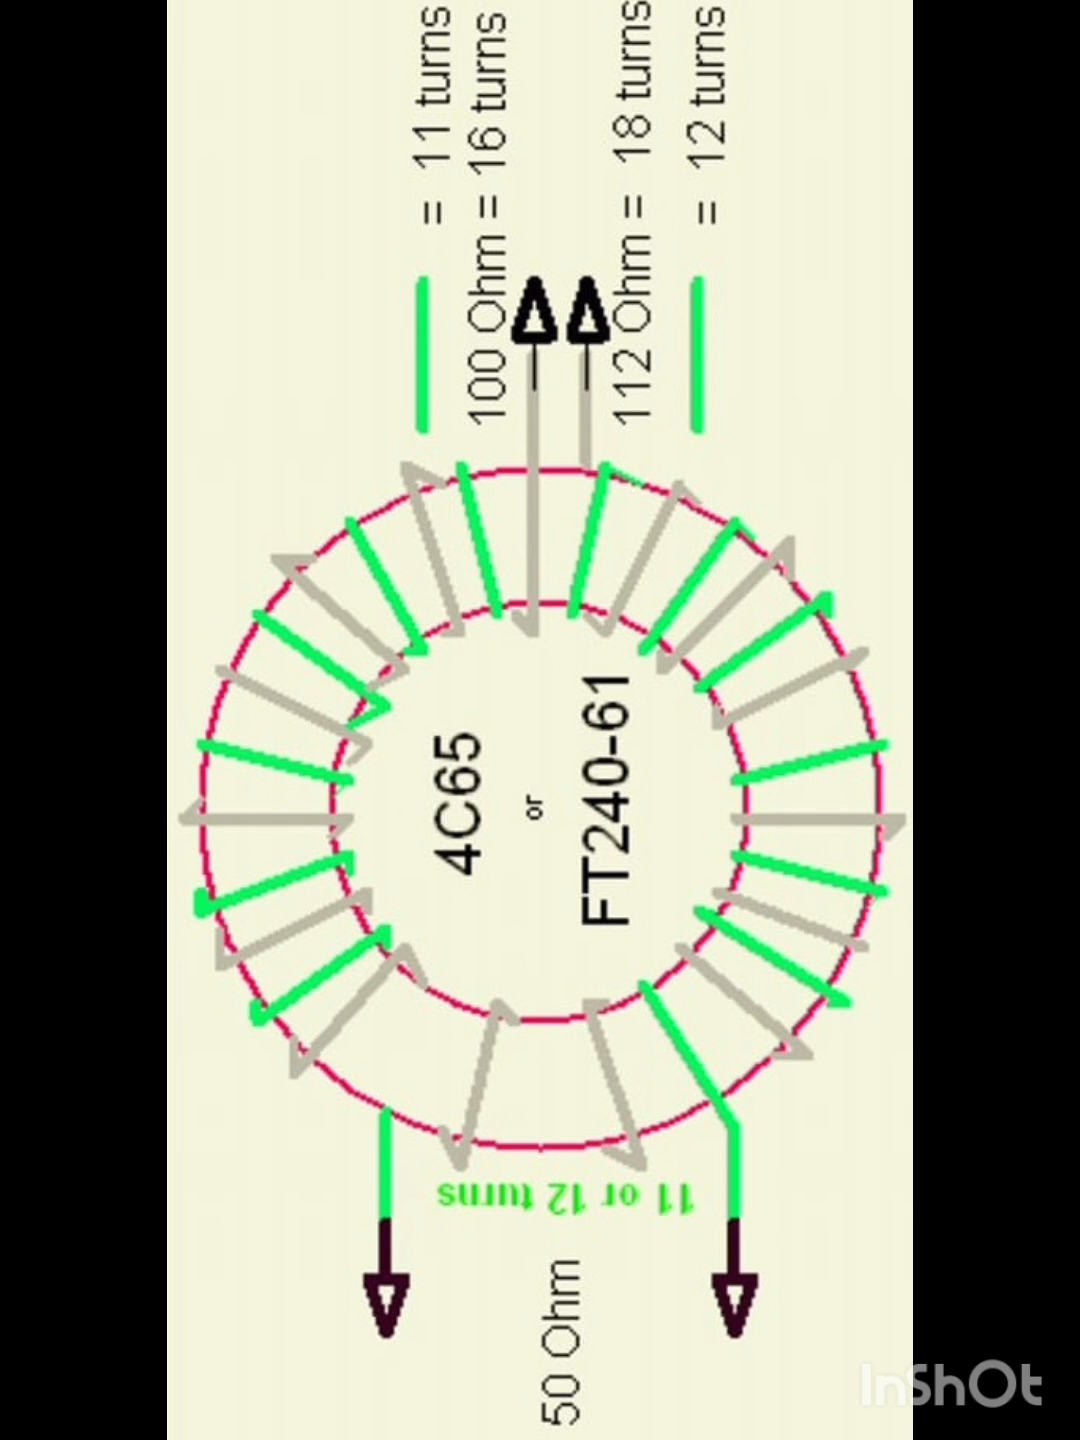 100 Ohm = 16 turns
= 11 turns
112 Ohm = 18 turns
= 12 turns
4C65
or
FT240-61
11 or 12 turns
50 Ohm
InShOt